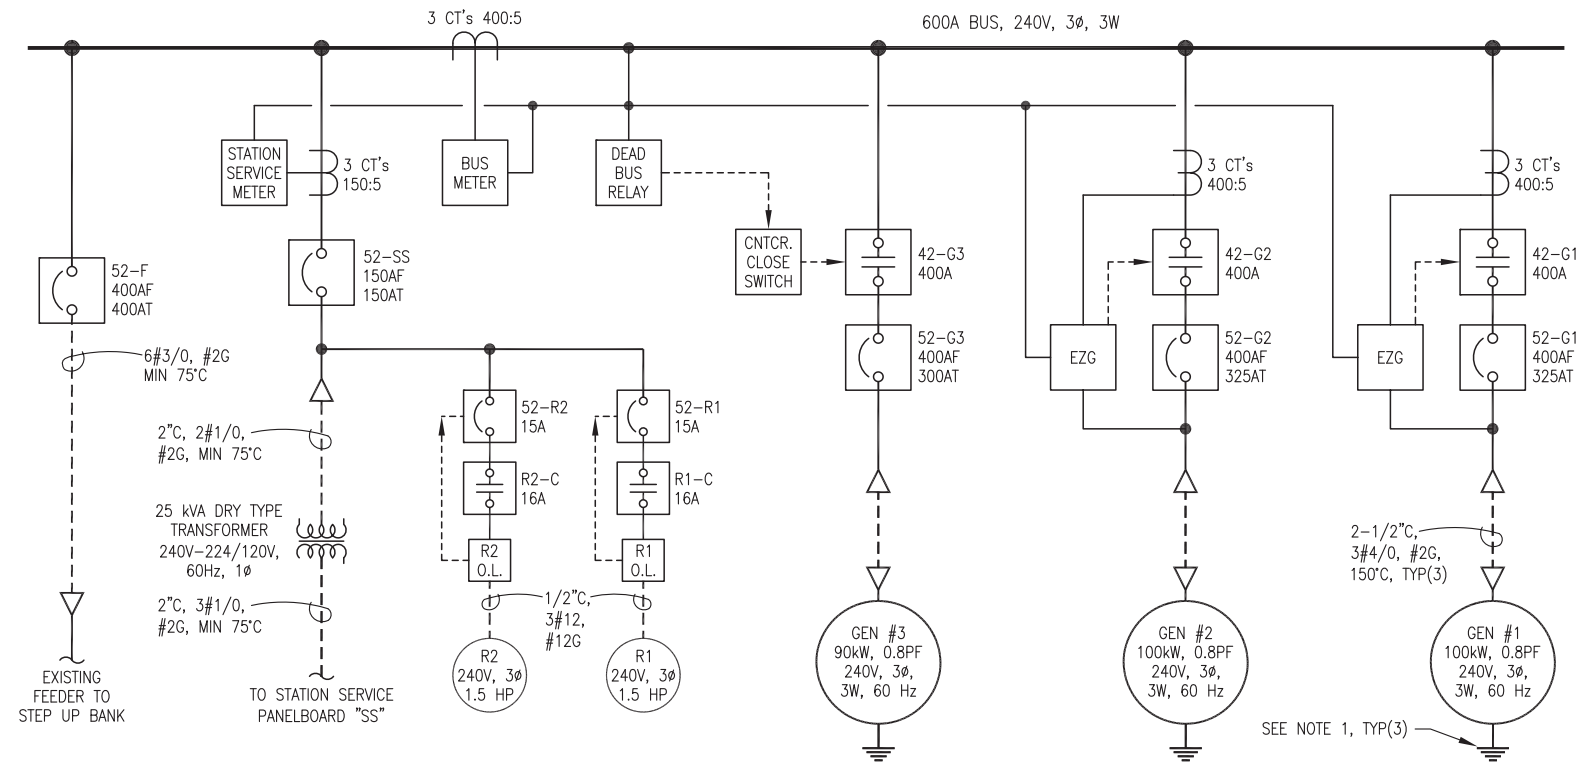 3 CT's 400:5
600A BUS, 240V, 3ø, 3W
STATION
SERVICE
METER
3 CT's
150:5
BUS
METER
DEAD
BUS
RELAY
3 CT's
400:5
3 CT's
400:5
52-F
400AF
400AT
52-SS
150AF
150AT
CNTCR.
CLOSE
SWITCH
42-G3
400A
42-G2
400A
42-G1
400A
52-G3
400AF
300AT
EZG
52-G2
400AF
325AT
EZG
52-G1
400AF
325AT
6#3/0, #2G
MIN 75°C
2"C, 2#1/0,
#2G, MIN 75°C
52-R2
15A
52-R1
15A
R2-C
16A
R1-C
16A
25 kVA DRY TYPE
TRANSFORMER
240V-224/120V,
60Hz, 1ø
R2
O.L.
R1
O.L.
2-1/2"C,
3#4/0, #2G,
150°C, TYP(3)
2"C, 3#1/0,
#2G, MIN 75°C
1/2"C,
3#12,
#12G
R2
240V, 3ø
1.5 HP
R1
240V, 3ø
1.5 HP
GEN #3
90kW, 0.8PF
240V, 3ø,
3W, 60 Hz
GEN #2
100kW, 0.8PF
240V, 3ø,
3W, 60 Hz
GEN #1
100kW, 0.8PF
240V, 3ø,
3W, 60 Hz
EXISTING
FEEDER TO
STEP UP BANK
TO STATION SERVICE
PANELBOARD "SS"
SEE NOTE 1, TYP(3)